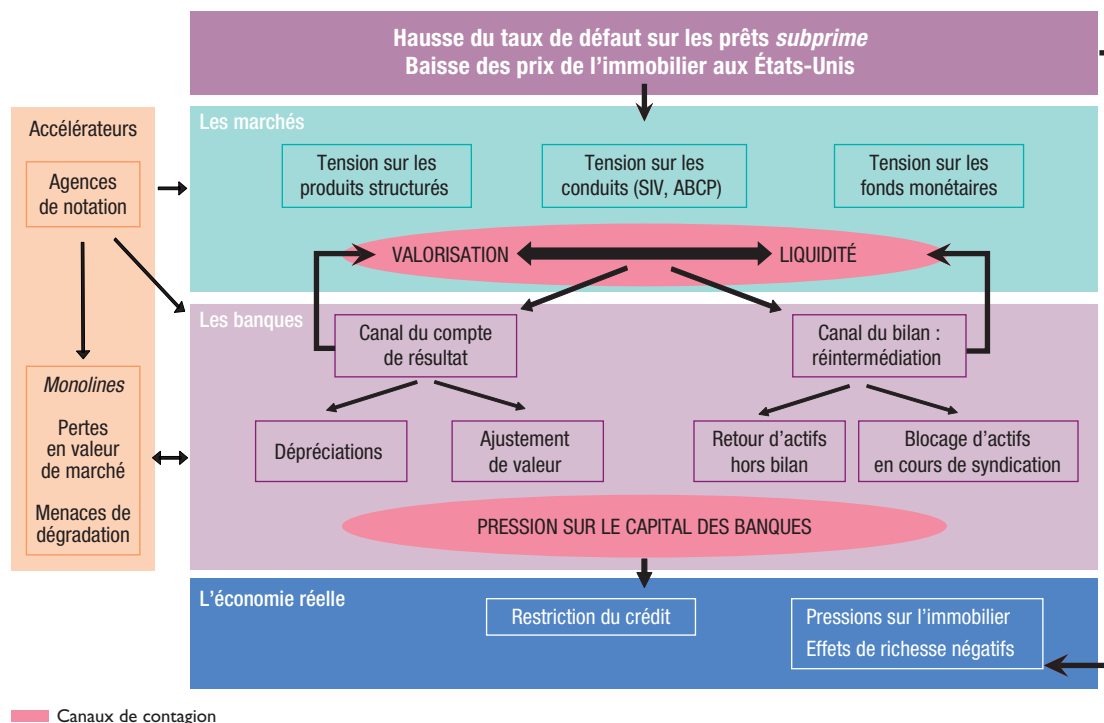 Hausse du taux de défaut sur les prêts subprime
Baisse des prix de l'immobilier aux États-Unis
Accélérateurs
Agences
de notation
Monolines
Pertes
en valeur
de marché
Menaces de
dégradation
Les marchés
Tension sur les
produits structurés
Tension sur les
conduits (SIV, ABCP)
Tension sur les
fonds monétaires
VALORISATION
LIQUIDITÉ
Les banques
Canal du compte
de résultat
Canal du bilan :
réintermédiation
Dépréciations
Ajustement
de valeur
Retour d'actifs
hors bilan
Blocage d'actifs
en cours de syndication
PRESSION SUR LE CAPITAL DES BANQUES
L'économie réelle
Restriction du crédit
Pressions sur l'immobilier
Effets de richesse négatifs
Canaux de contagion